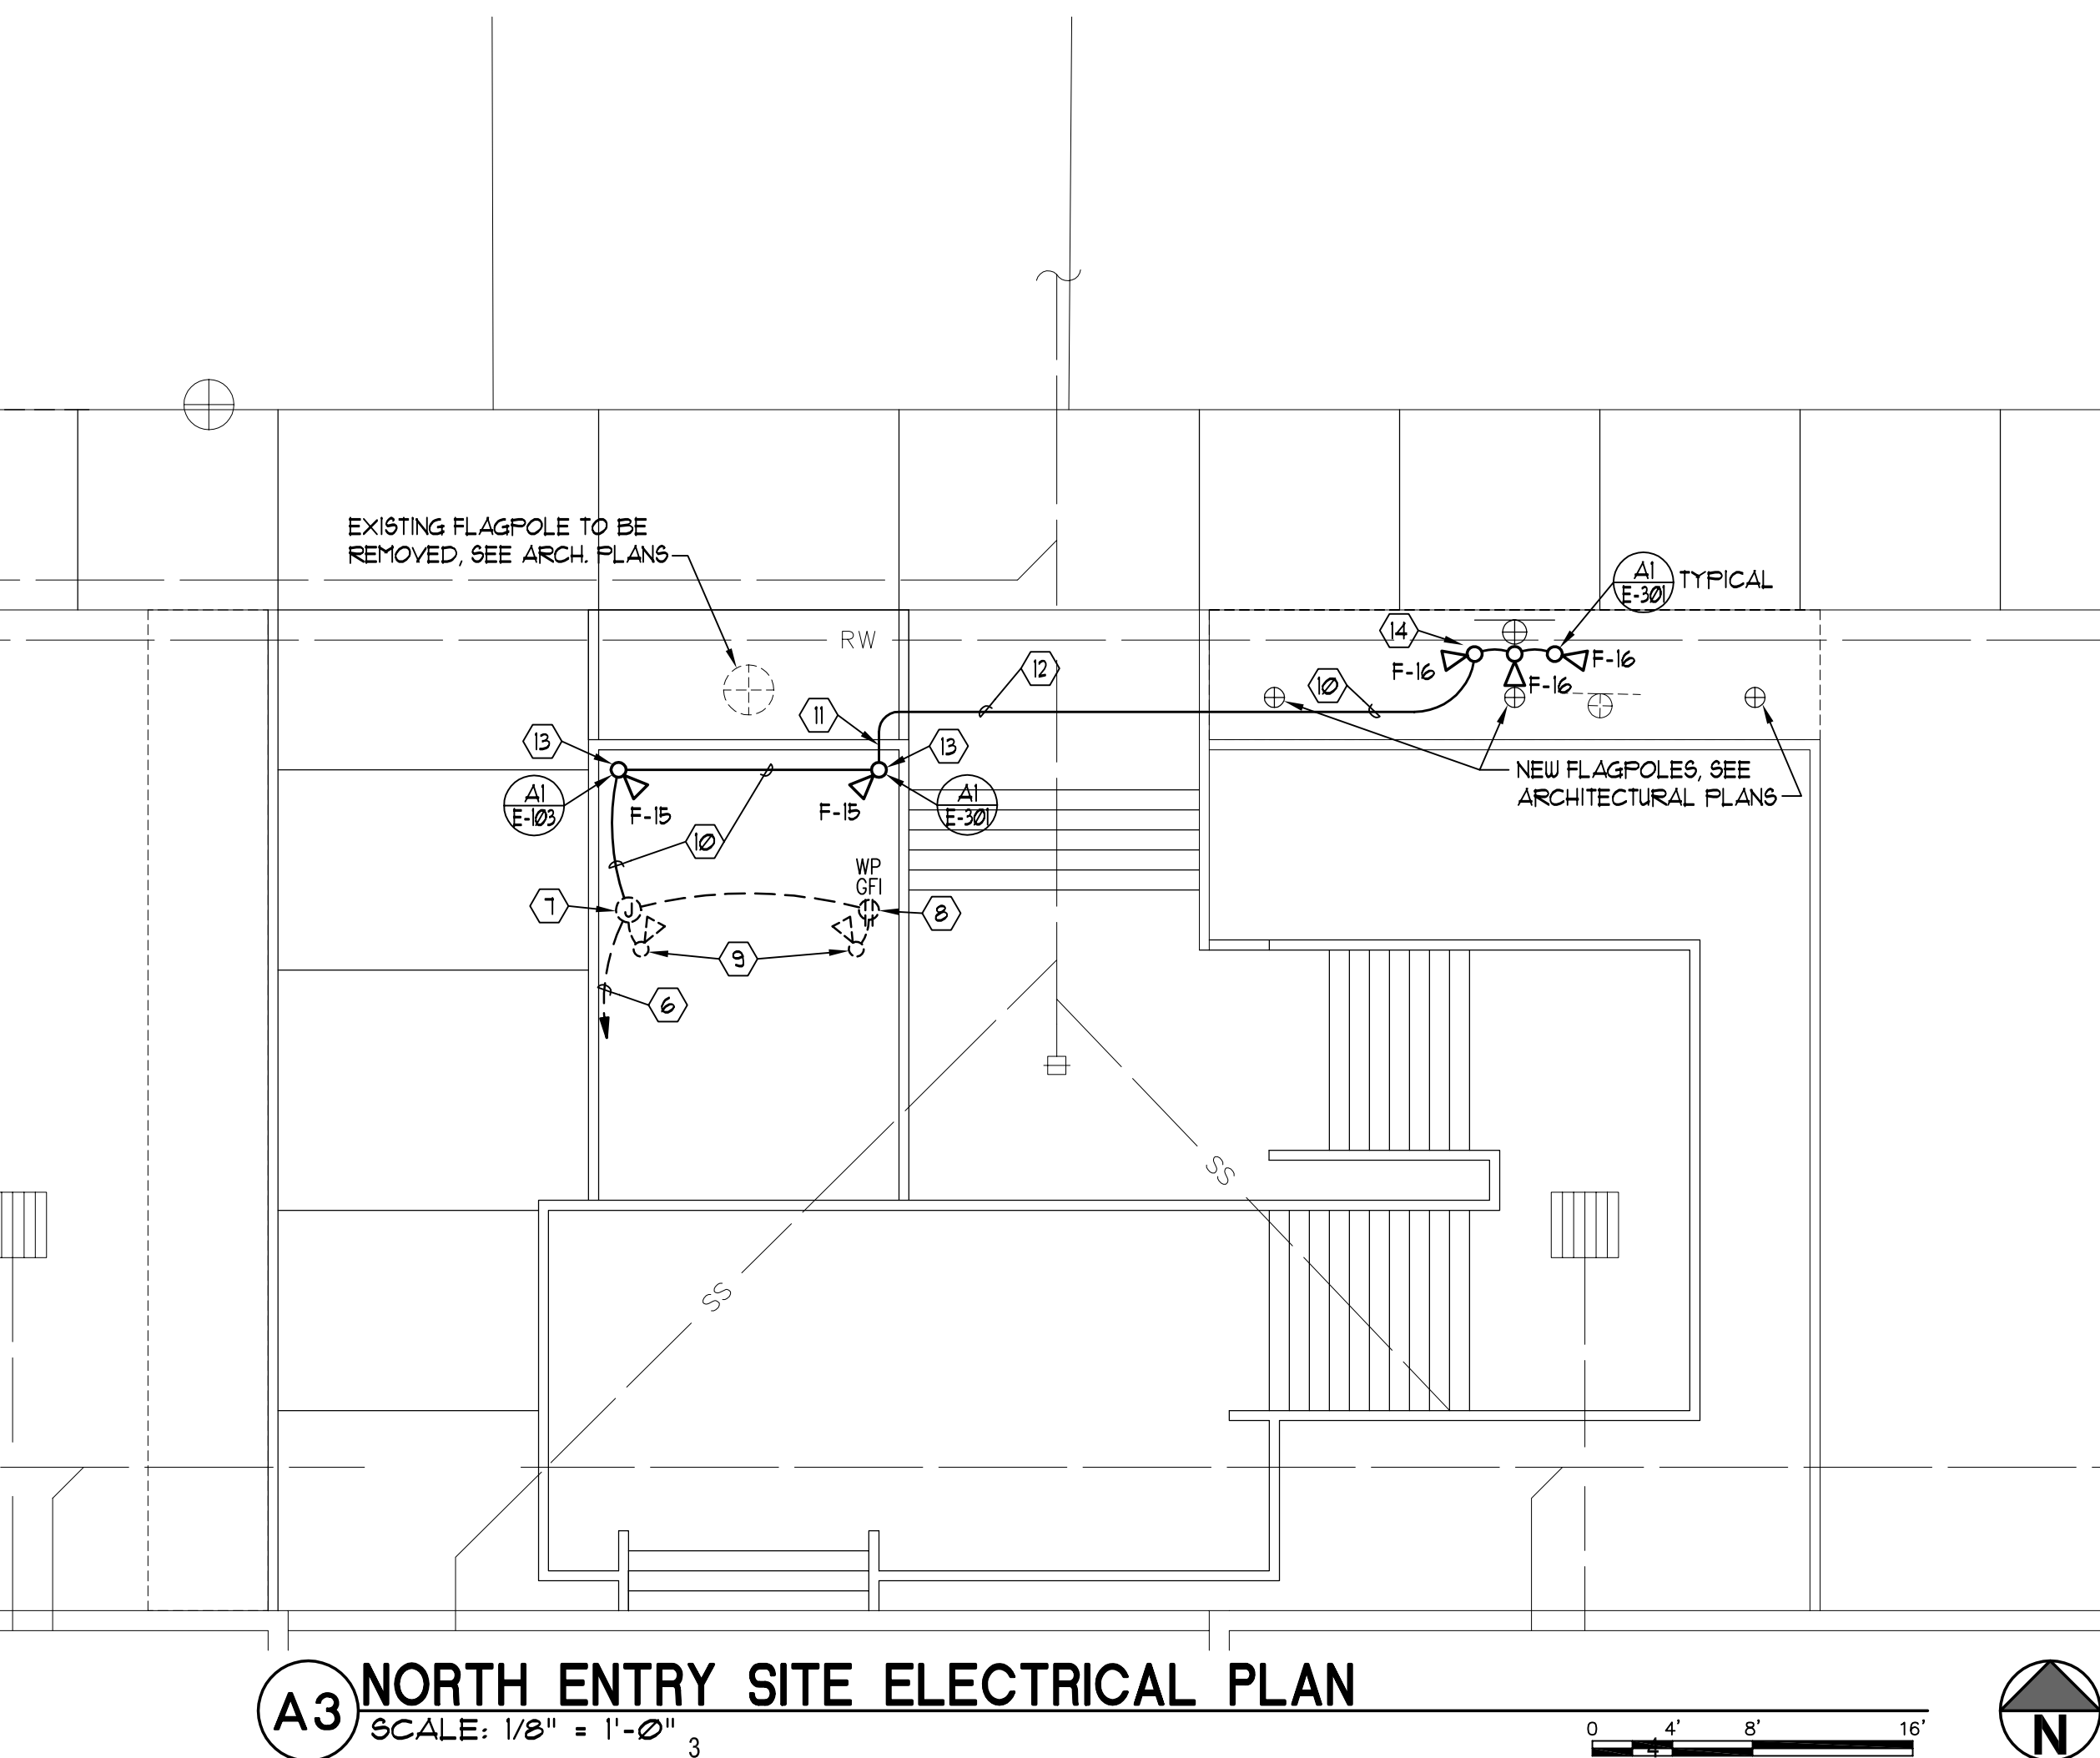 EXISTING FLAGPOLE TO BE
REMOVED, SEE ARCH. PLANS
A1
E-301
TYPICAL
RW
14
F-16
F-16
F-16
12
10
11
13
13
A1
E-103
F-15
F-15
A1
E-301
NEW FLAGPOLES, SEE
ARCHITECTURAL PLANS
10
WP
GFI
7
J
8
9
6
SS
SS
A3
NORTH ENTRY SITE ELECTRICAL PLAN
SCALE: 1/8" = 1'-0"
3
0 4' 8' 16'
4
N